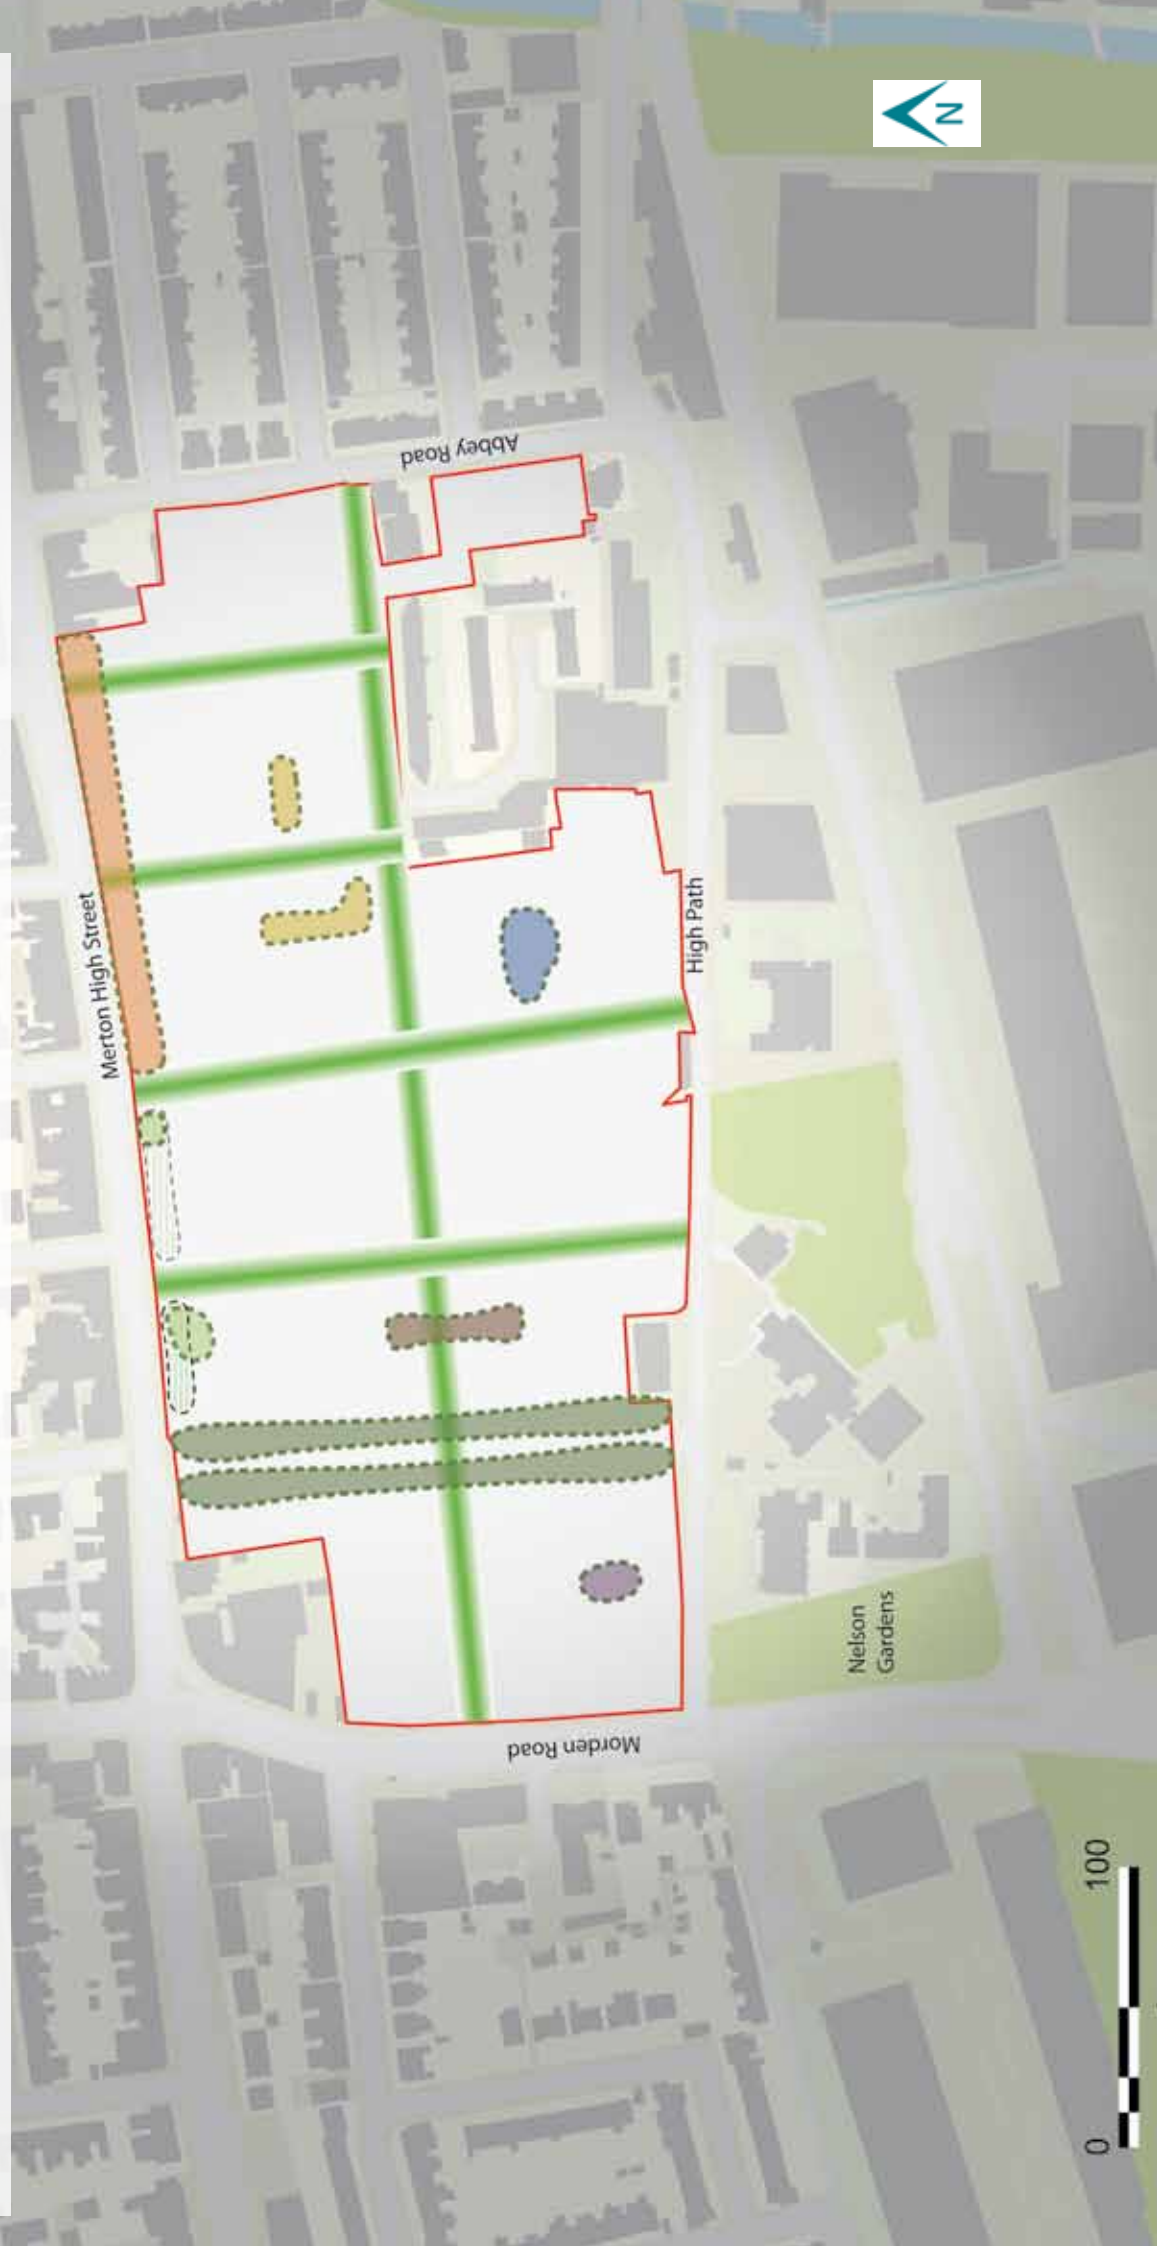 Merton High Street
Abbey Road
High Path
Nelson
Gardens
Morden Road
N
0
100